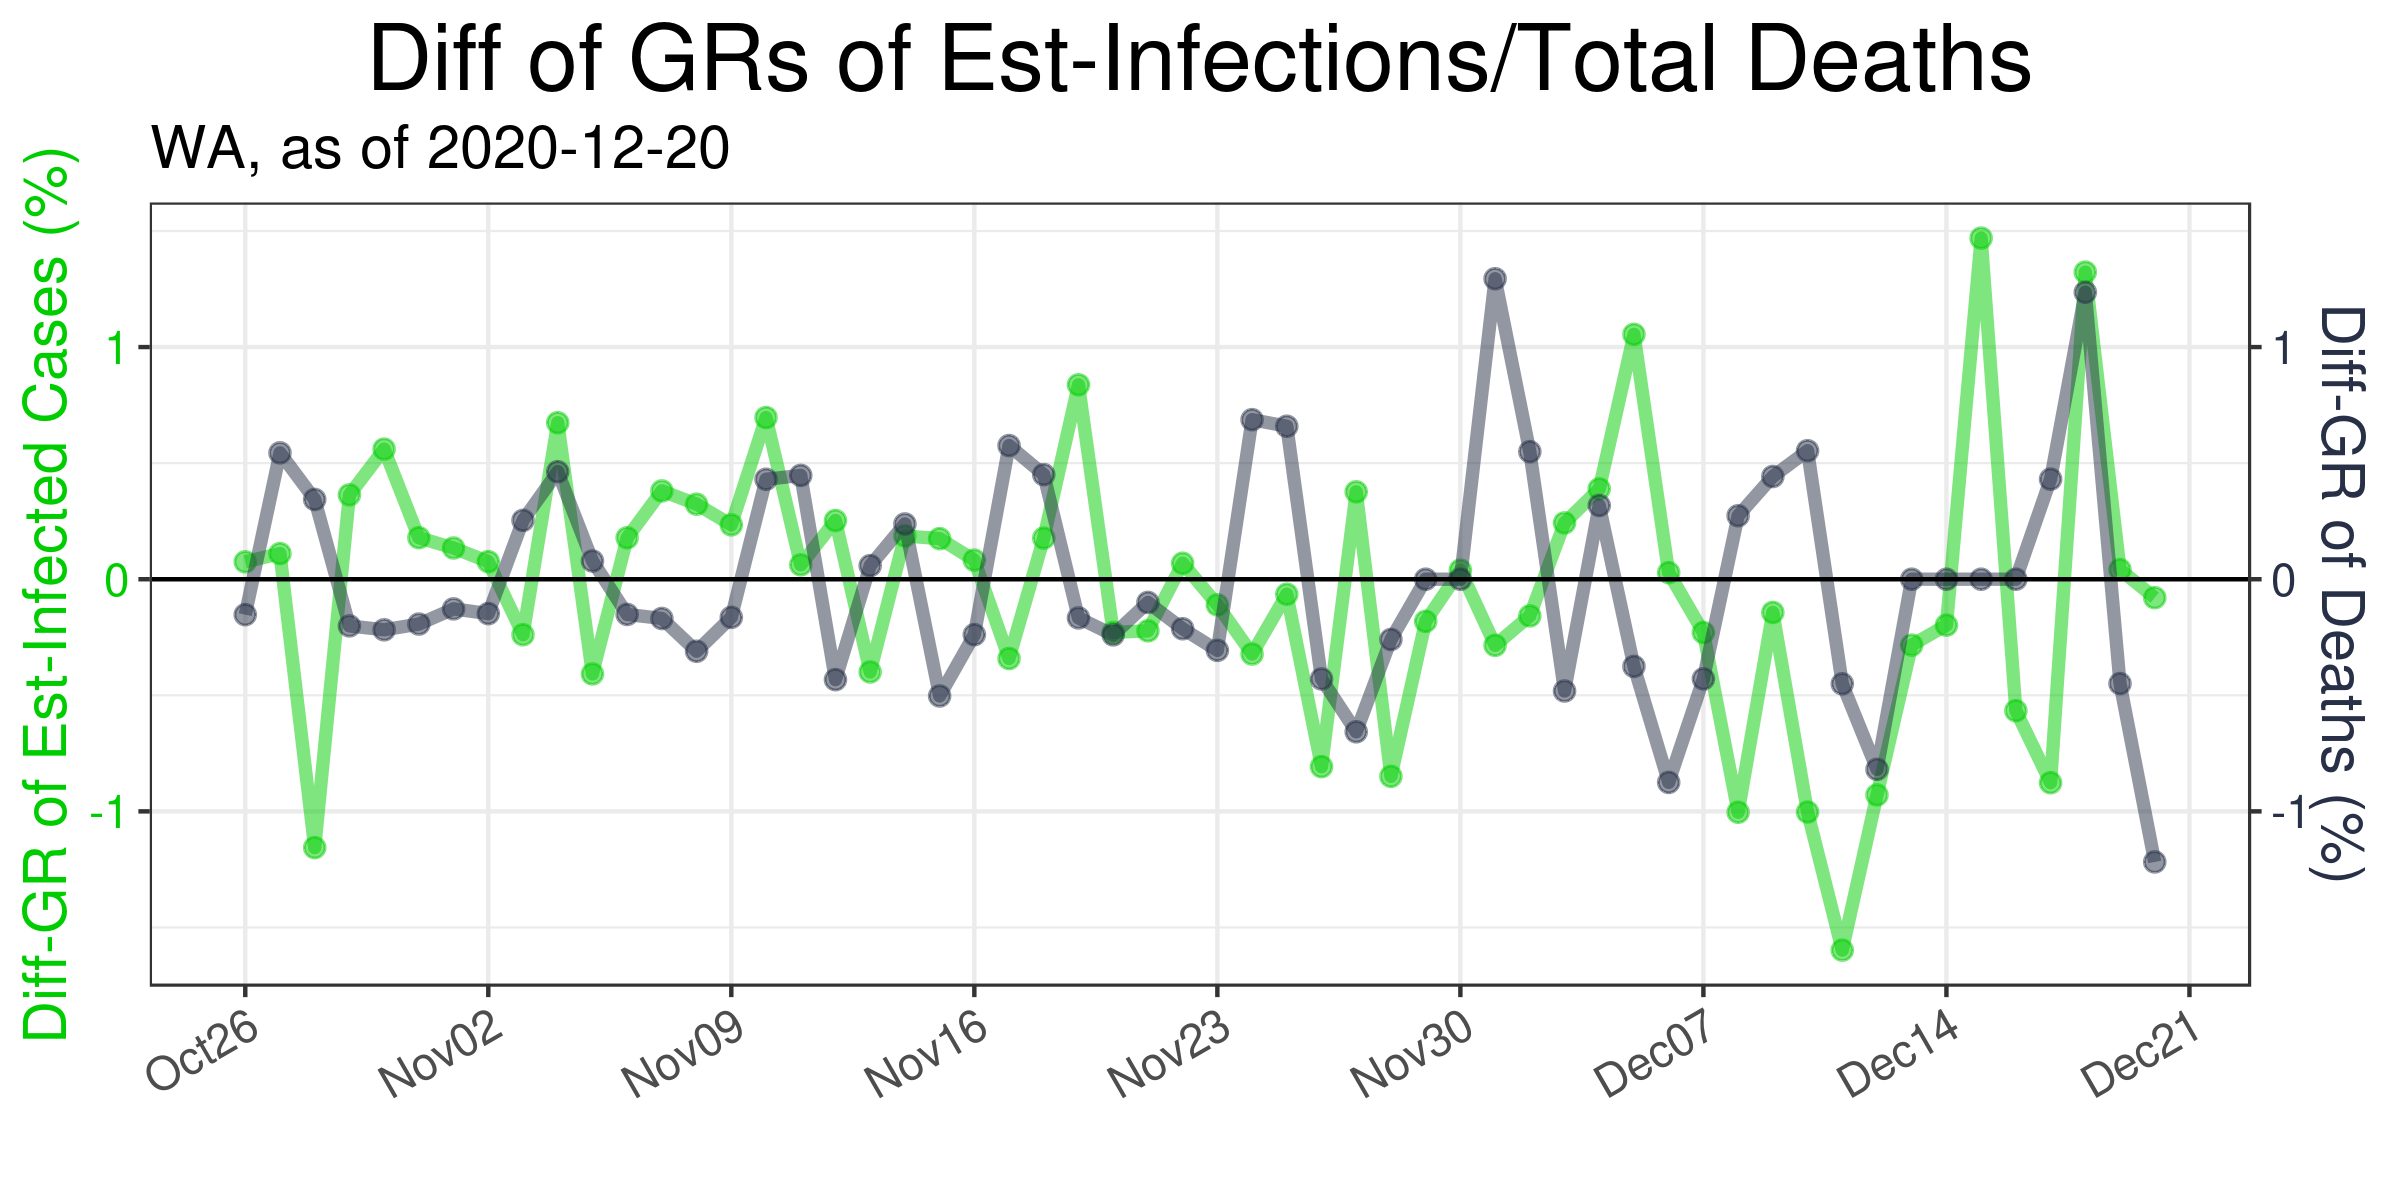 Diff of GRs of Est-Infections/Total Deaths
WA, as of 2020-12-20
Diff-GR of Est-Infected Cases (%)
1
0
-1
1
0
-1
Diff-GR of Deaths (%)
Oct26
Nov02
Nov09
Nov16
Nov23
Nov30
Dec07
Dec14
Dec21